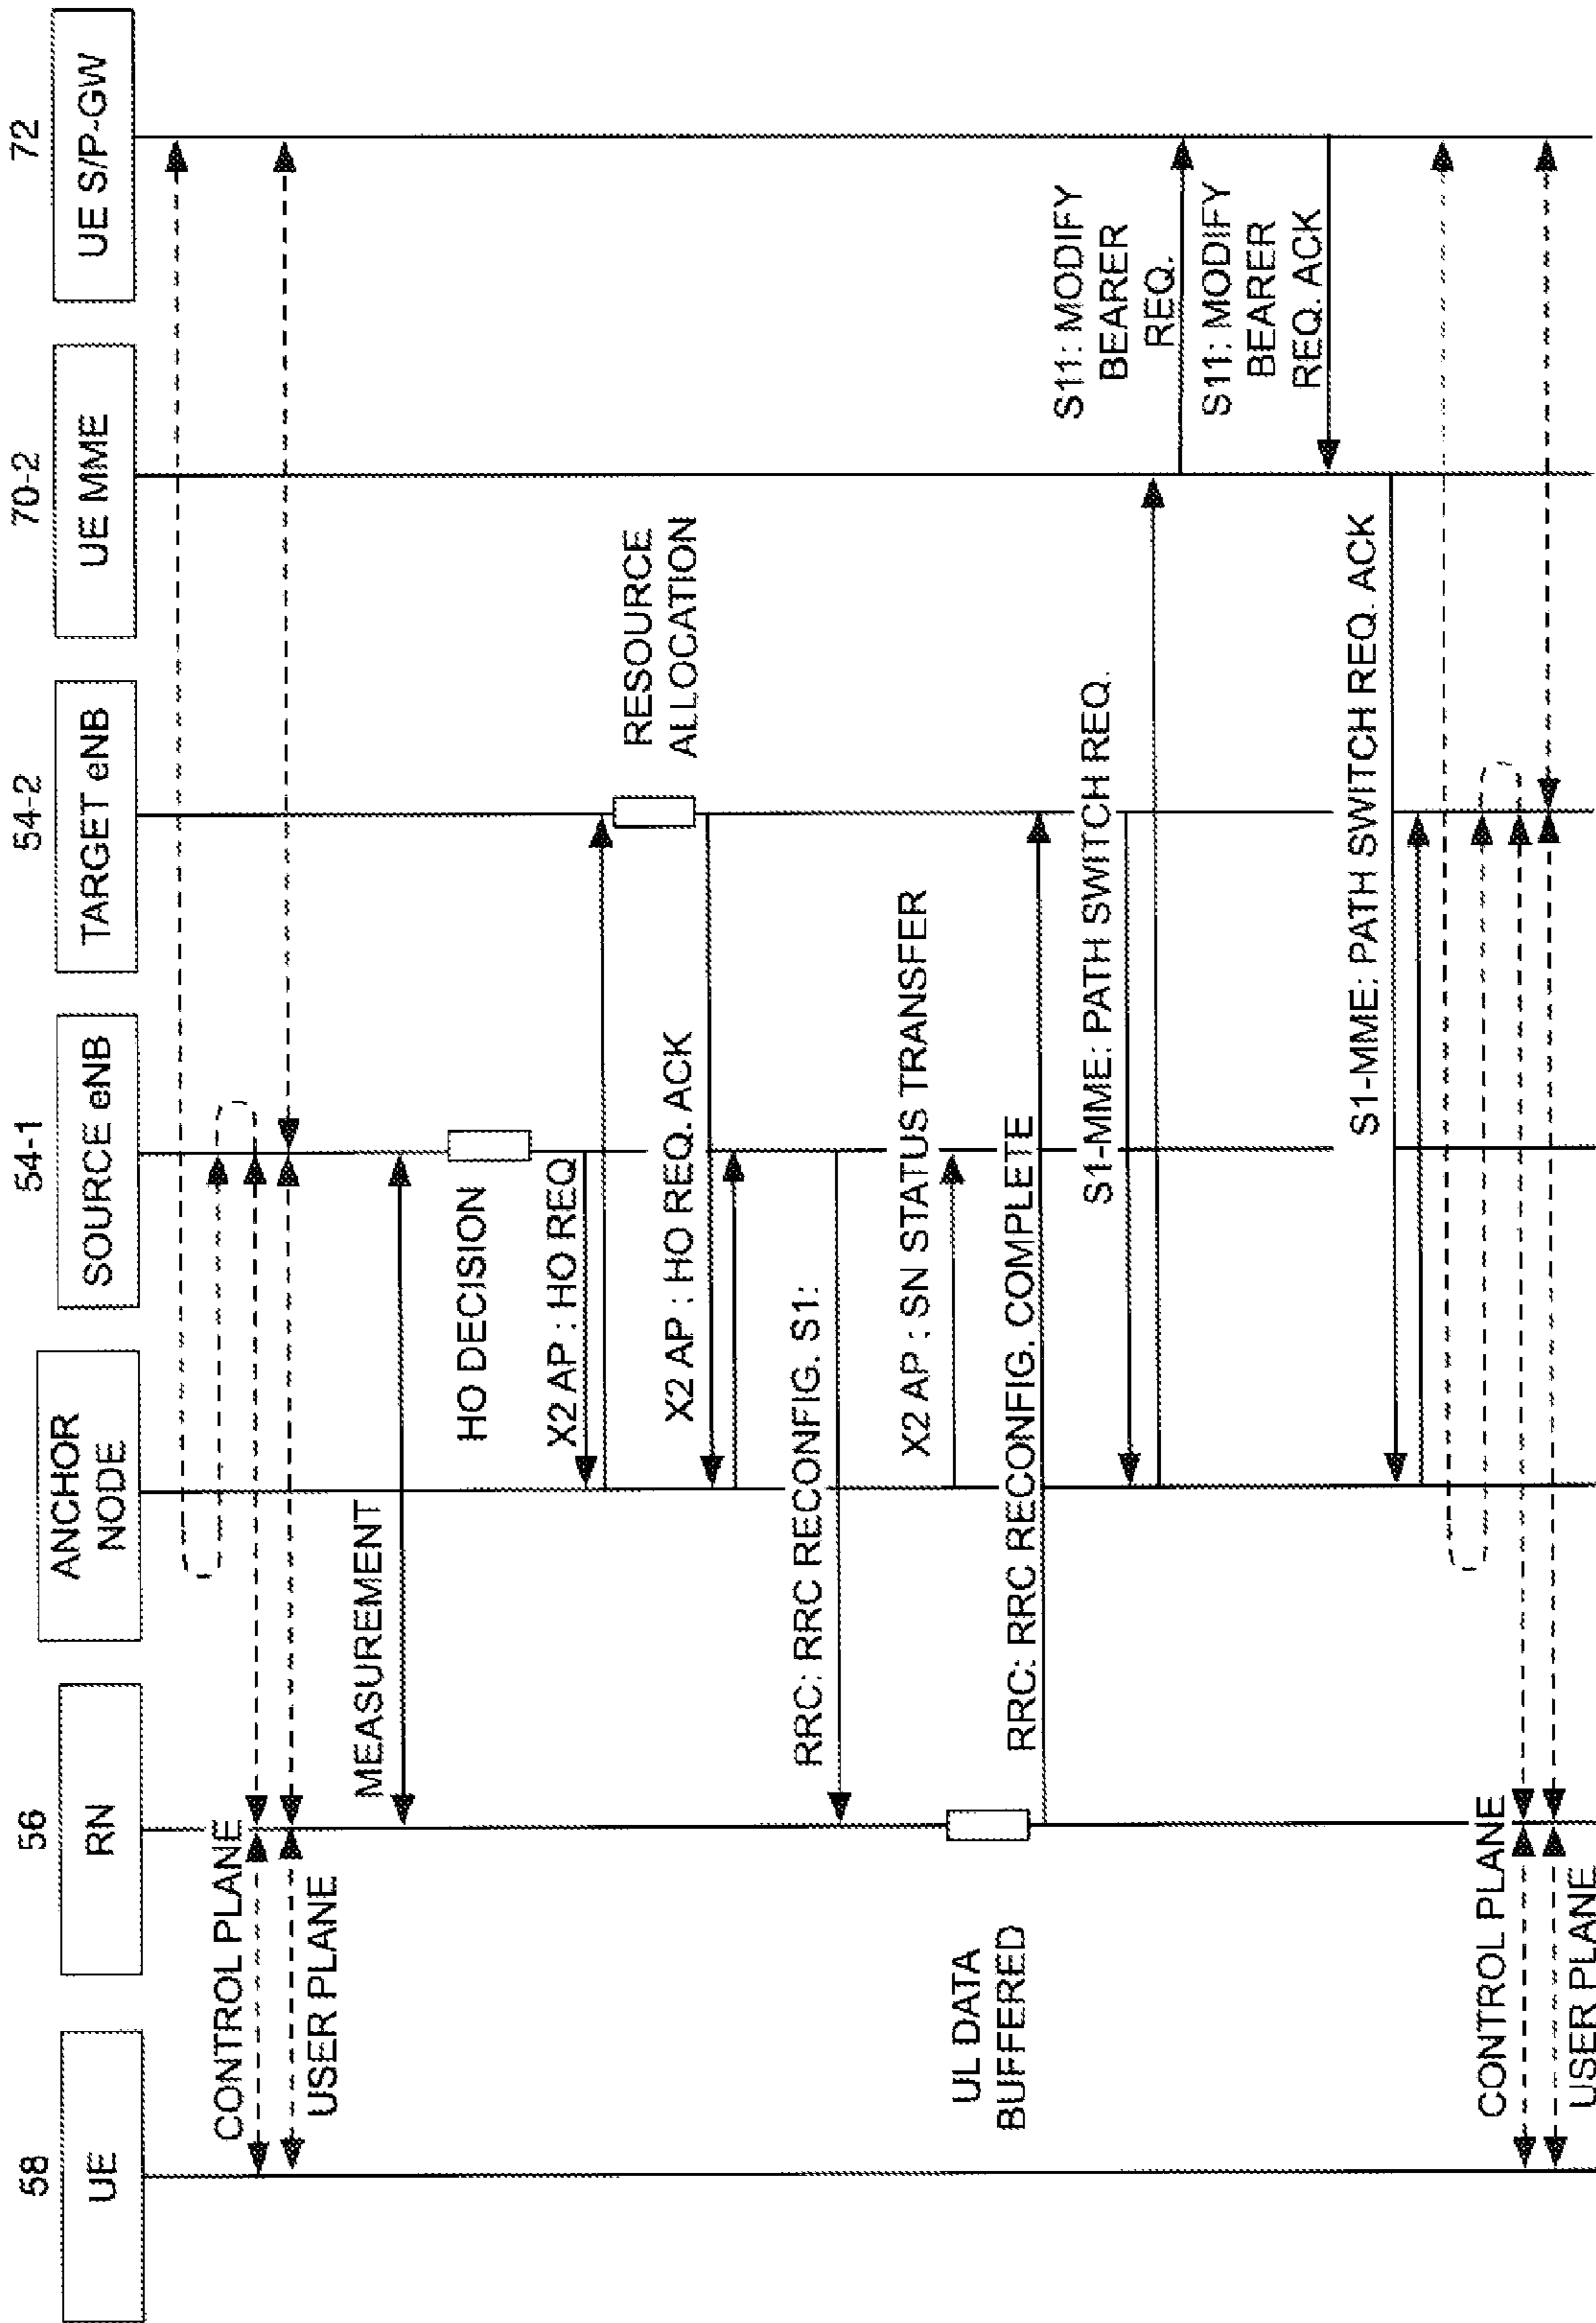 58
UE
56
RN
ANCHOR
NODE
54-1
SOURCE eNB
54-2
TARGET eNB
70-2
UE MME
72
UE S/P-GW
CONTROL PLANE
USER PLANE
MEASUREMENT
HO DECISION
X2 AP : HO REQ
RESOURCE
ALLOCATION
X2 AP : HO REQ. ACK
RRC: RRC RECONFIG. S1:
X2 AP : SN STATUS TRANSFER
UL DATA
BUFFERED
RRC: RRC RECONFIG. COMPLETE
S1-MME: PATH SWITCH REQ.
S11: MODIFY
BEARER
REQ.
S11: MODIFY
BEARER
REQ. ACK
S1-MME: PATH SWITCH REQ. ACK
CONTROL PLANE
USER PLANE